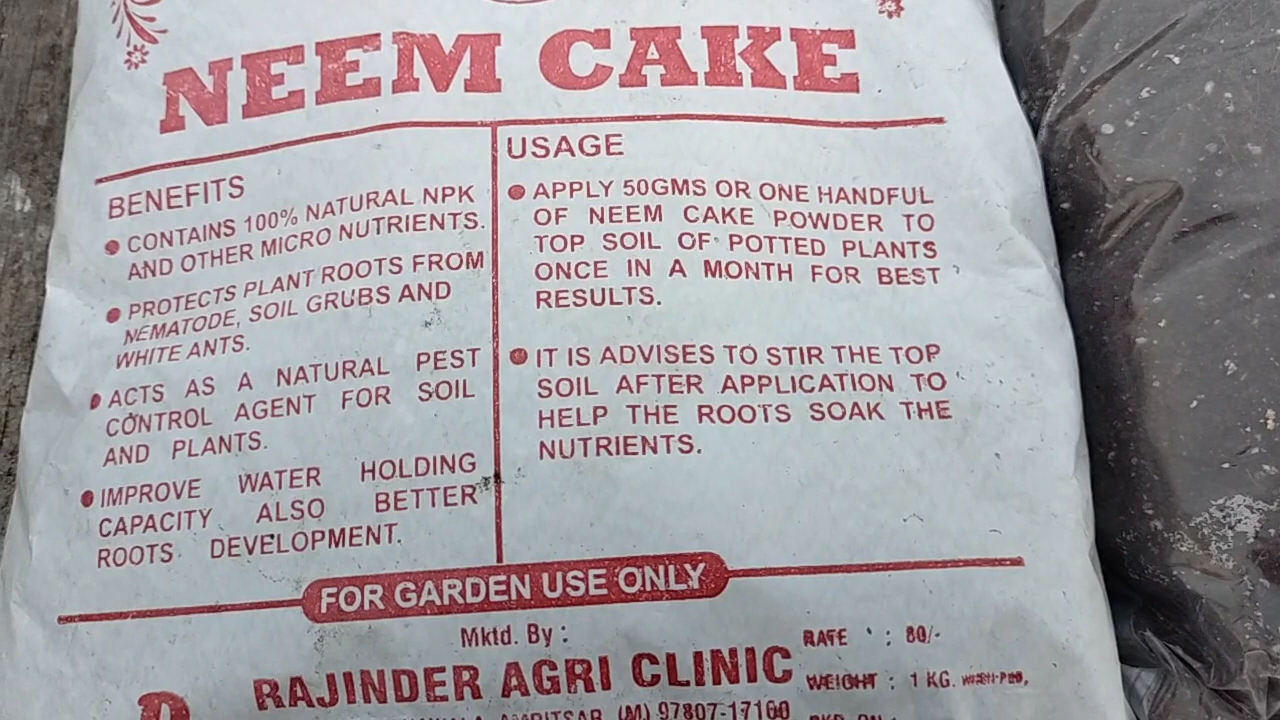 NEEM CAKE
BENEFITS
CONTAINS 100% NATURAL NPK
AND OTHER MICRO NUTRIENTS.
PROTECTS PLANT ROOTS FROM
NEMATODE, SOIL GRUBS AND
WHITE ANTS.
ACTS AS A NATURAL PEST
CONTROL AGENT FOR SOIL
AND PLANTS.
IMPROVE WATER HOLDING
CAPACITY ALSO BETTER
ROOTS DEVELOPMENT.
USAGE
APPLY 50GMS OR ONE HANDFUL
OF NEEM CAKE POWDER TO
TOP SOIL OF POTTED PLANTS
ONCE IN A MONTH FOR BEST
RESULTS.
IT IS ADVISES TO STIR THE TOP
SOIL AFTER APPLICATION TO
HELP THE ROOTS SOAK THE
NUTRIENTS.
FOR GARDEN USE ONLY
Mktd. By :
RAJINDER AGRI CLINIC
AMRITSAR. (M) 97807-17160
RATE : 80/-
WEIGHT : 1 KG.